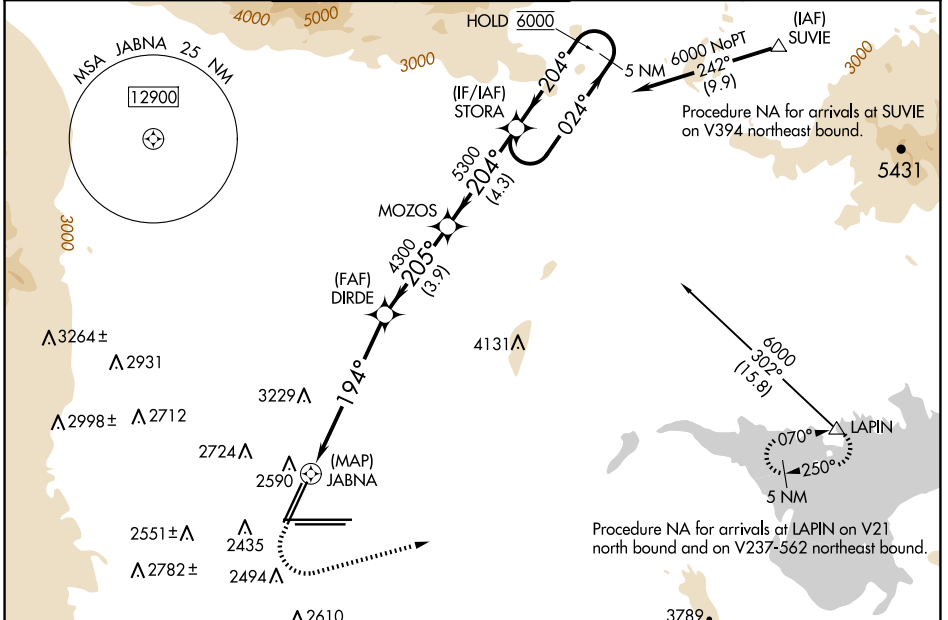 4000
5000
3000
HOLD 6000
(IAF)
SUVIE
6000 NoPT
242°
(9.9)
5 NM
3000
MSA JABNA 25 NM
12900
204°
024°
(IF/IAF)
STORA
Procedure NA for arrivals at SUVIE
on V394 northeast bound.
5431
5300
204°
(4.3)
3000
MOZOS
4300
205°
(3.9)
(FAF)
DIRDE
3264±
2931
4131
6000
302°
(15.8)
194°
3229
2998±
2712
LAPIN
070°
250°
5 NM
2724
2590
(MAP)
JABNA
2551±
2435
Procedure NA for arrivals at LAPIN on V21
north bound and on V237-562 northeast bound.
2782±
2494
2610
3789